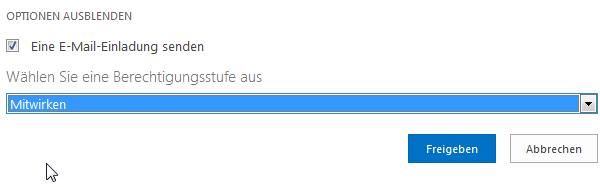 OPTIONEN AUSBLENDEN
Eine E-Mail-Einladung senden
Wählen Sie eine Berechtigungsstufe aus
Mitwirken
Freigeben Abbrechen